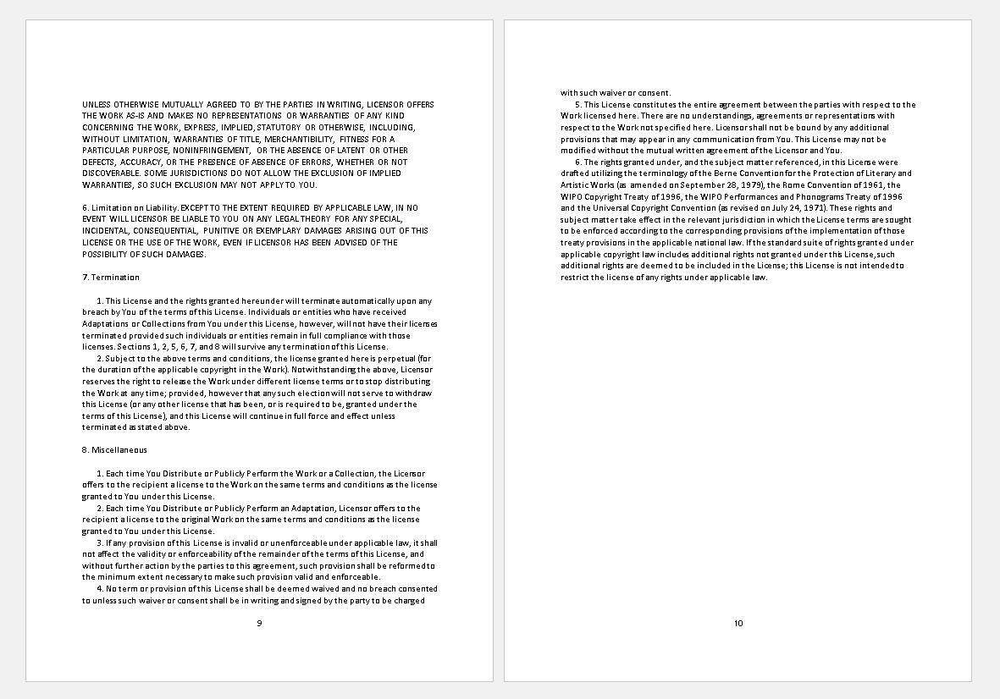 UNLESS OTHERWISE MUTUALLY AGREED TO BY THE PARTIES IN WRITING, LICENSOR OFFERS
THE WORK AS-IS AND MAKES NO REPRESENTATIONS OR WARRANTIES OF ANY KIND
CONCERNING THE WORK, EXPRESS, IMPLIED, STATUTORY OR OTHERWISE, INCLUDING,
WITHOUT LIMITATION, WARRANTIES OF TITLE, MERCHANTIBILITY, FITNESS FOR A
PARTICULAR PURPOSE, NONINFRINGEMENT, OR THE ABSENCE OF LATENT OR OTHER
DEFECTS, ACCURACY, OR THE PRESENCE OF ABSENCE OF ERRORS, WHETHER OR NOT
DISCOVERABLE. SOME JURISDICTIONS DO NOT ALLOW THE EXCLUSION OF IMPLIED
WARRANTIES, SO SUCH EXCLUSION MAY NOT APPLY TO YOU.
6. Limitation on Liability. EXCEPT TO THE EXTENT REQUIRED BY APPLICABLE LAW, IN NO
EVENT WILL LICENSOR BE LIABLE TO YOU ON ANY LEGAL THEORY FOR ANY SPECIAL,
INCIDENTAL, CONSEQUENTIAL, PUNITIVE OR EXEMPLARY DAMAGES ARISING OUT OF THIS
LICENSE OR THE USE OF THE WORK, EVEN IF LICENSOR HAS BEEN ADVISED OF THE
POSSIBILITY OF SUCH DAMAGES.
7. Termination
1. This License and the rights granted hereunder will terminate automatically upon any
breach by You of the terms of this License. Individuals or entities who have received
Adaptations or Collections from You under this License, however, will not have their licenses
terminated provided such individuals or entities remain in full compliance with those
licenses. Sections 1, 2, 5, 6, 7, and 8 will survive any termination of this License.
2. Subject to the above terms and conditions, the license granted here is perpetual (for
the duration of the applicable copyright in the Work). Notwithstanding the above, Licensor
reserves the right to release the Work under different license terms or to stop distributing
the Work at any time; provided, however that any such election will not serve to withdraw
this License (or any other license that has been, or is required to be, granted under the
terms of this License), and this License will continue in full force and effect unless
terminated as stated above.
8. Miscellaneous
1. Each time You Distribute or Publicly Perform the Work or a Collection, the Licensor
offers to the recipient a license to the Work on the same terms and conditions as the license
granted to You under this License.
2. Each time You Distribute or Publicly Perform an Adaptation, Licensor offers to the
recipient a license to the original Work on the same terms and conditions as the license
granted to You under this License.
3. If any provision of this License is invalid or unenforceable under applicable law, it shall
not affect the validity or enforceability of the remainder of the terms of this License, and
without further action by the parties to this agreement, such provision shall be reformed to
the minimum extent necessary to make such provision valid and enforceable.
4. No term or provision of this License shall be deemed waived and no breach consented
to unless such waiver or consent shall be in writing and signed by the party to be charged
9
with such waiver or consent.
5. This License constitutes the entire agreement between the parties with respect to the
Work licensed here. There are no understandings, agreements or representations with
respect to the Work not specified here. Licensor shall not be bound by any additional
provisions that may appear in any communication from You. This License may not be
modified without the mutual written agreement of the Licensor and You.
6. The rights granted under, and the subject matter referenced, in this License were
drafted utilizing the terminology of the Berne Convention for the Protection of Literary and
Artistic Works (as amended on September 28, 1979), the Rome Convention of 1961, the
WIPO Copyright Treaty of 1996, the WIPO Performances and Phonograms Treaty of 1996
and the Universal Copyright Convention (as revised on July 24, 1971). These rights and
subject matter take effect in the relevant jurisdiction in which the License terms are sought
to be enforced according to the corresponding provisions of the implementation of those
treaty provisions in the applicable national law. If the standard suite of rights granted under
applicable copyright law includes additional rights not granted under this License, such
additional rights are deemed to be included in the License; this License is not intended to
restrict the license of any rights under applicable law.
10